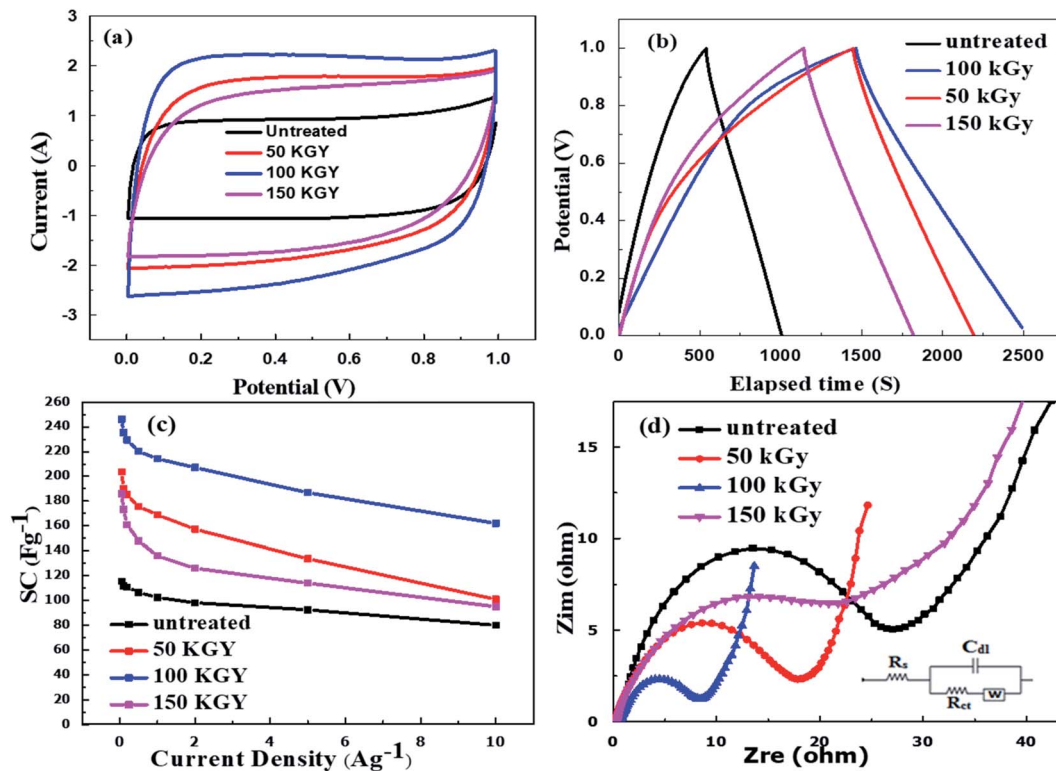 (a)
Current (A)
3
2
1
0
-1
-2
-3
Untreated
50 KGY
100 KGY
150 KGY
0.0 0.2 0.4 0.6 0.8 1.0
Potential (V)
(b)
Potential (V)
1.0
0.8
0.6
0.4
0.2
0.0
untreated
100 kGy
50 kGy
150 kGy
0 500 1000 1500 2000 2500
Elapsed time (S)
(c)
SC (Fg-1)
260
240
220
200
180
160
140
120
100
80
60
40
20
0
untreated
50 KGY
100 KGY
150 KGY
0 2 4 6 8 10
Current Density (Ag-1)
(d)
Zim (ohm)
15
10
5
0
untreated
50 kGy
100 kGy
150 kGy
Rs
Cdl
Rct
W
0 10 20 30 40
Zre (ohm)